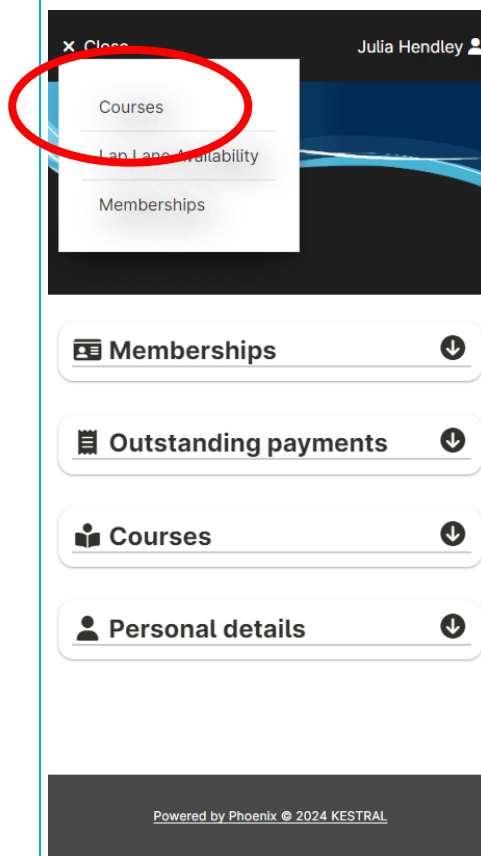 × Close
Julia Hendley
Courses
Lap Lane Availability
Memberships
Memberships
Outstanding payments
Courses
Personal details
Powered by Phoenix © 2024 KESTRAL